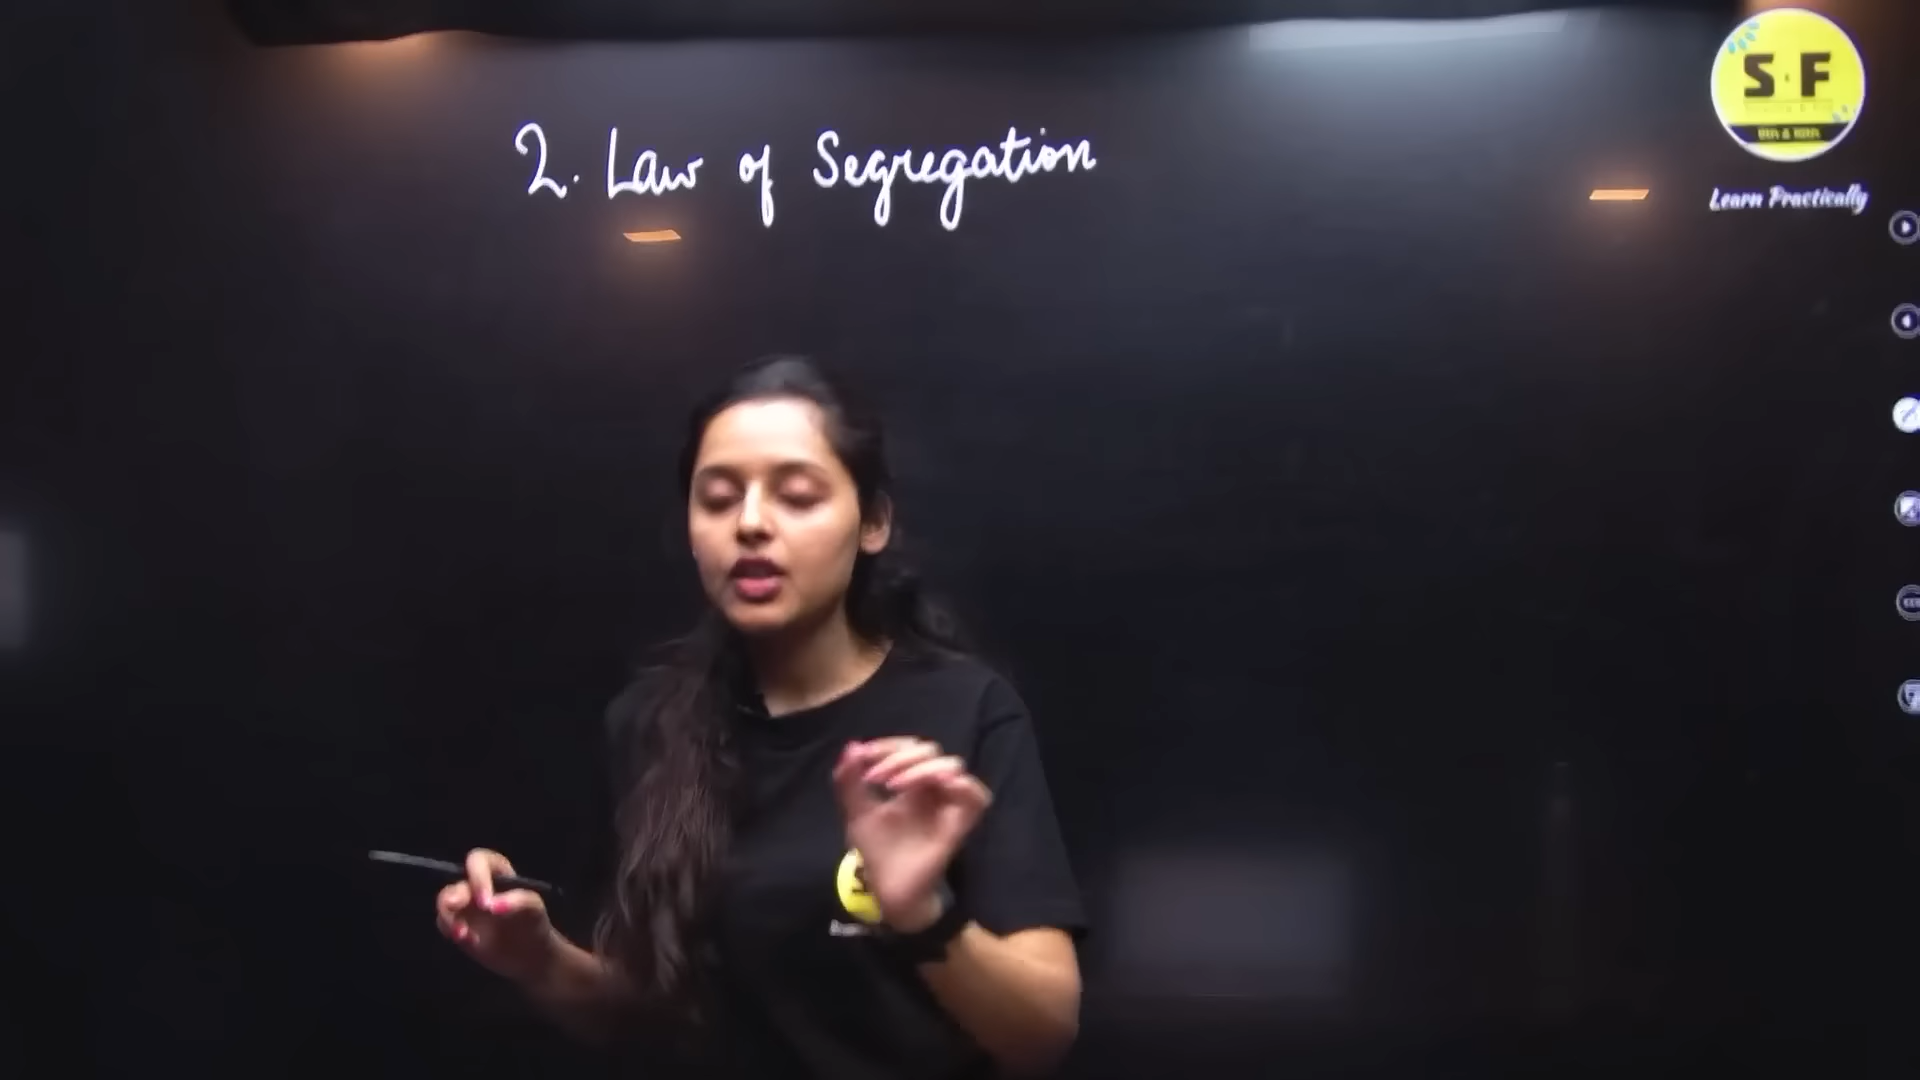 2. Law of Segregation
S F
Learn Practically